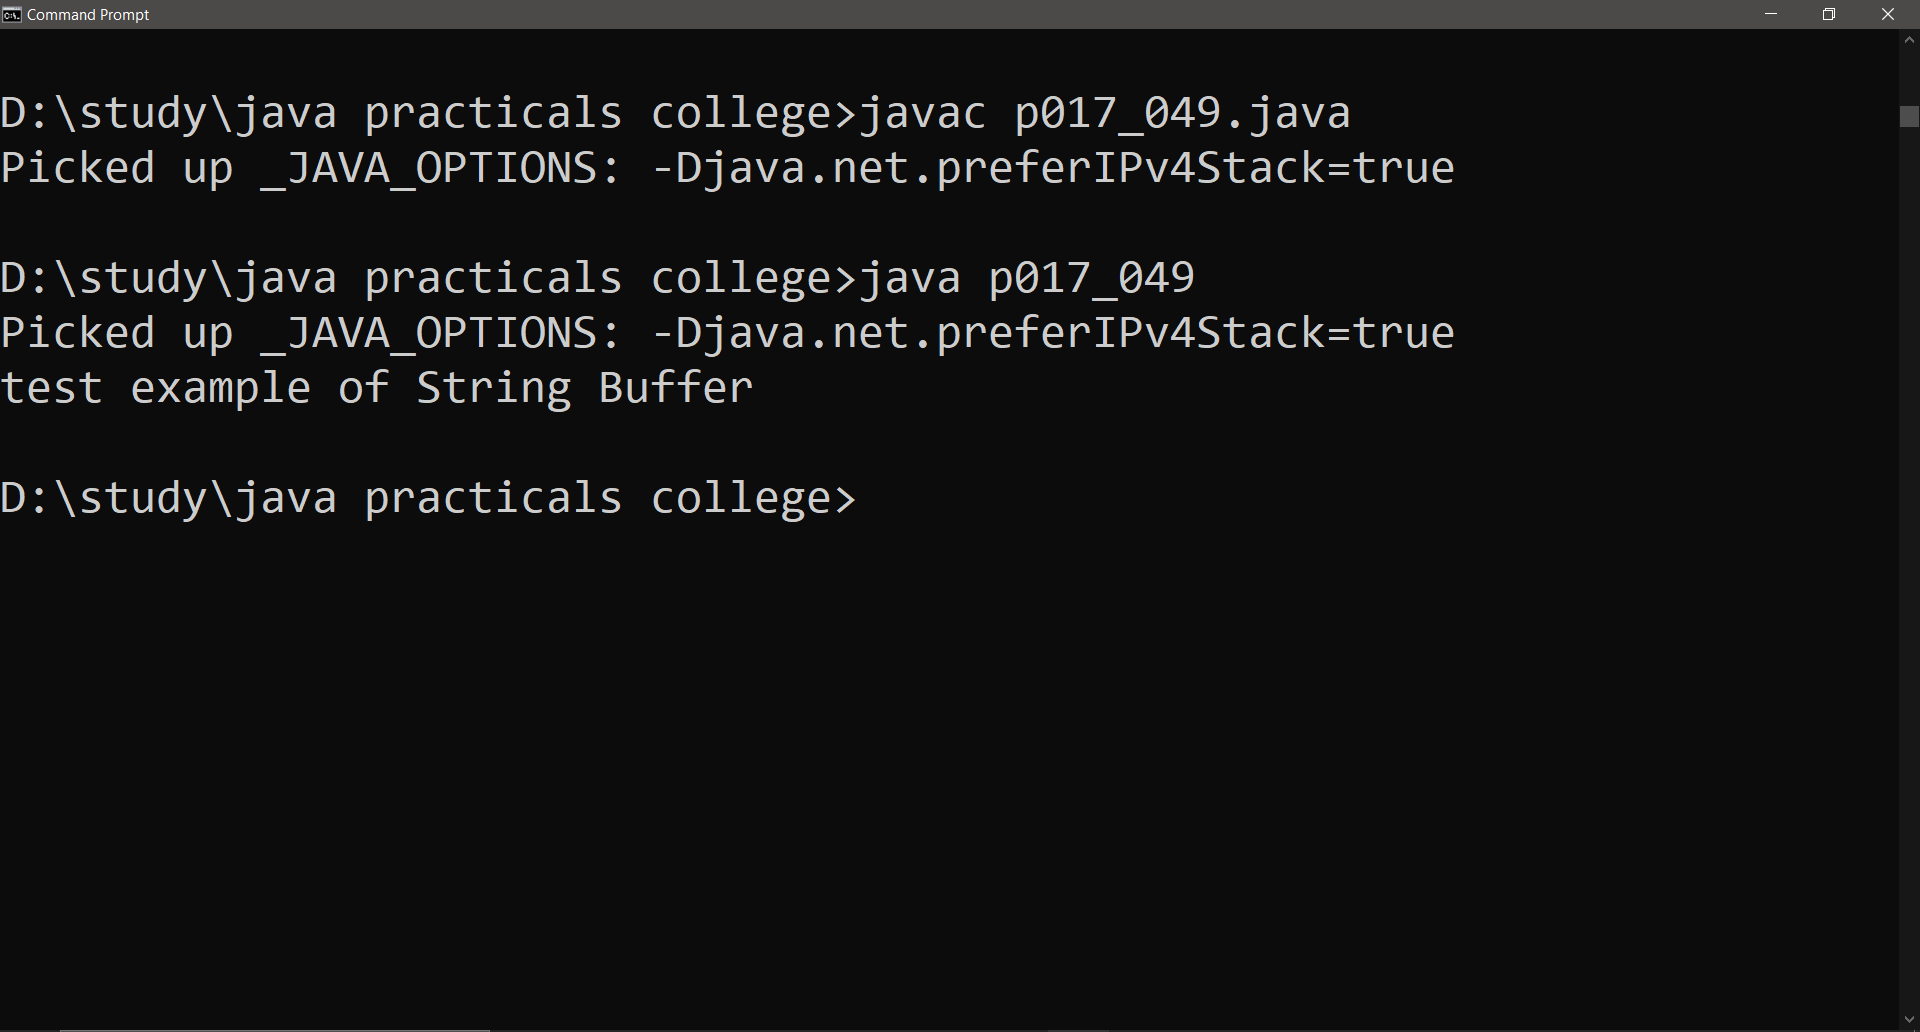 Command Prompt
D:\study\java practicals college>javac p017_049.java
Picked up _JAVA_OPTIONS: -Djava.net.preferIPv4Stack=true
D:\study\java practicals college>java p017_049
Picked up _JAVA_OPTIONS: -Djava.net.preferIPv4Stack=true
test example of String Buffer
D:\study\java practicals college>